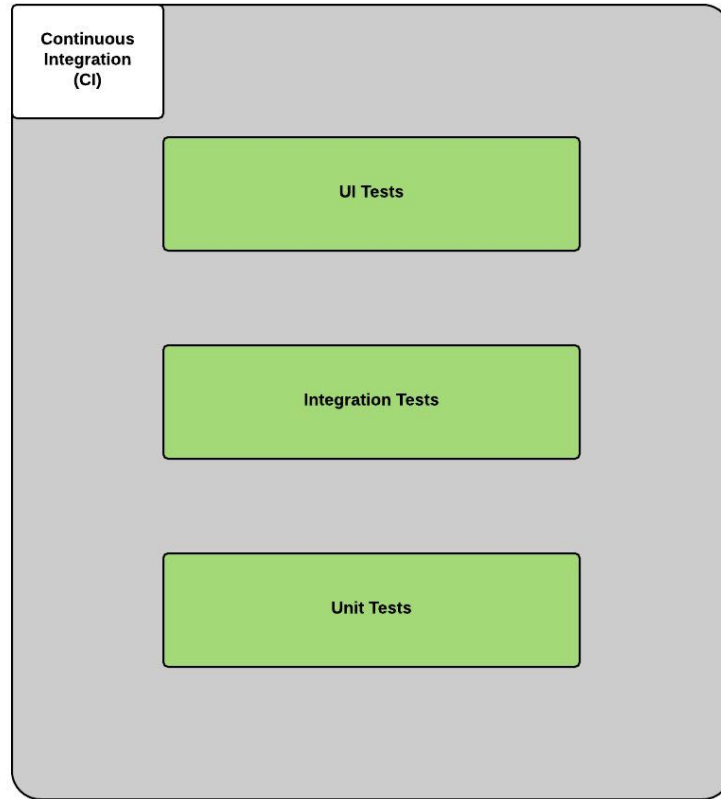 Continuous
Integration
(CI)
UI Tests
Integration Tests
Unit Tests